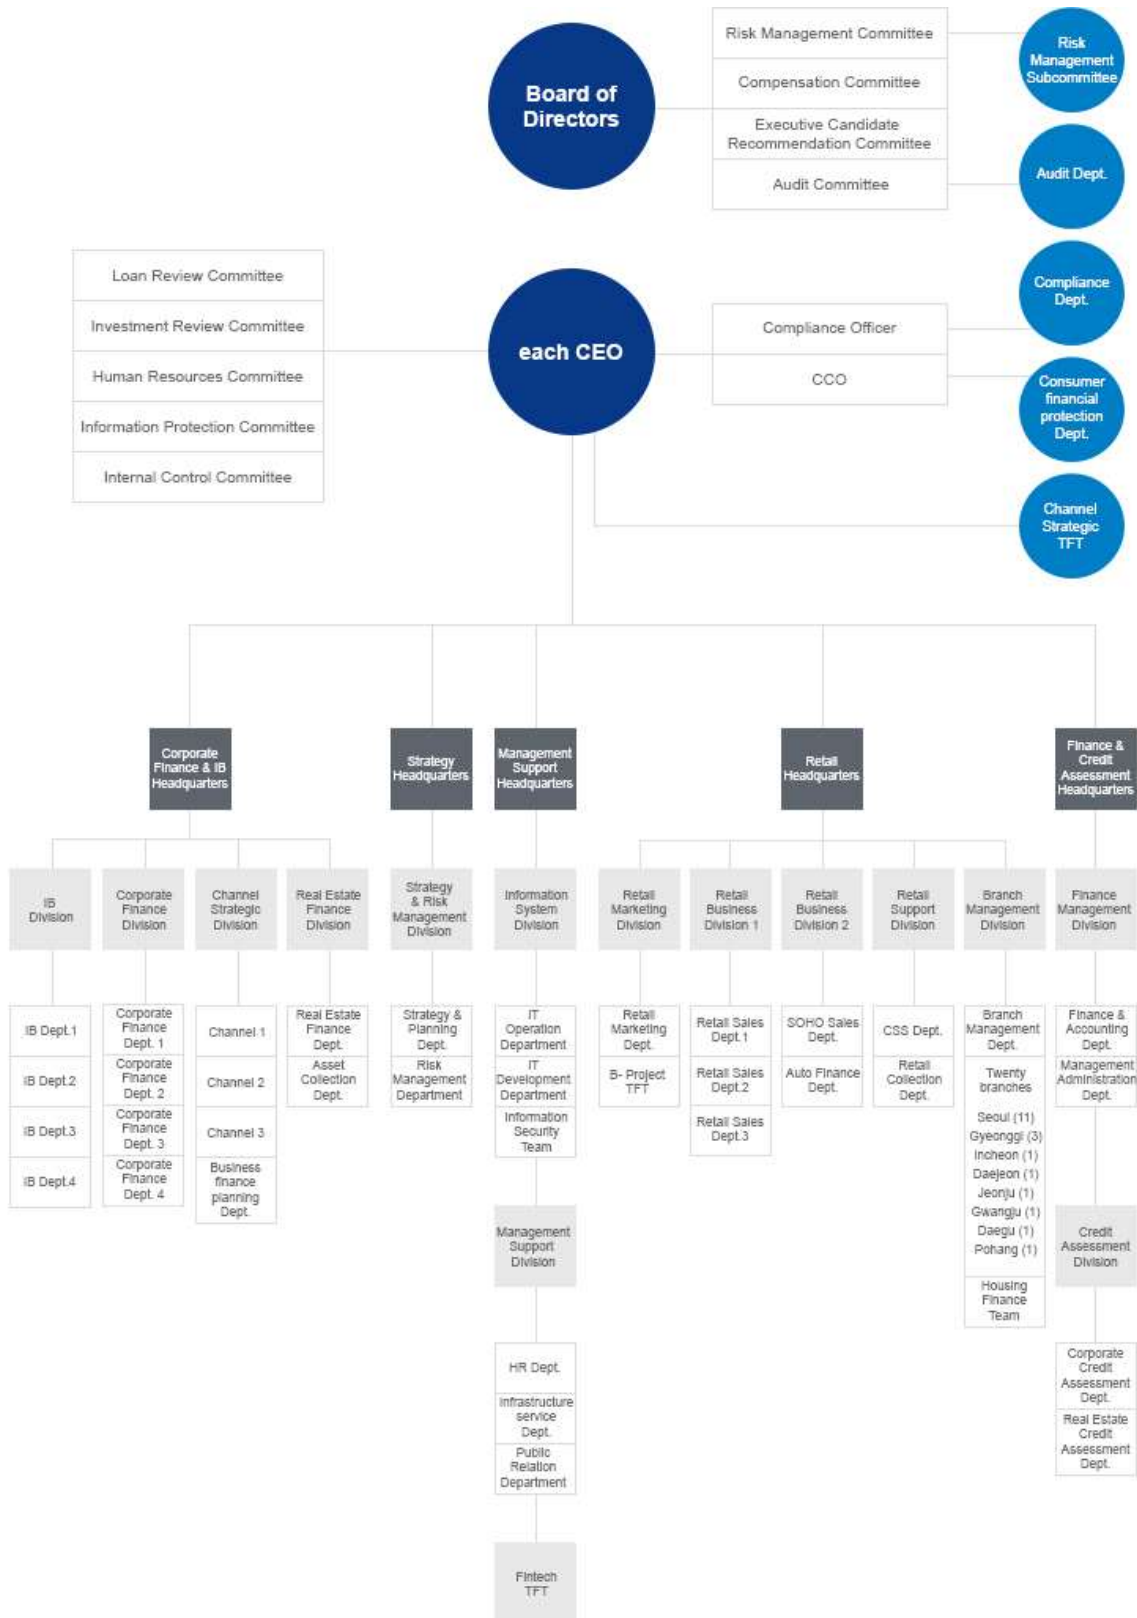 Board of
Directors
Risk Management Committee
Compensation Committee
Executive Candidate
Recommendation Committee
Audit Committee
Risk
Management
Subcommittee
Audit Dept.
Loan Review Committee
Investment Review Committee
Human Resources Committee
Information Protection Committee
Internal Control Committee
each CEO
Compliance Officer
CCO
Compliance
Dept.
Consumer
financial
protection
Dept.
Channel
Strategic
TFT
Corporate
Finance & IB
Headquarters
Strategy
Headquarters
Management
Support
Headquarters
Retail
Headquarters
Finance &
Credit
Assessment
Headquarters
IB
Division
Corporate
Finance
Division
Channel
Strategic
Division
Real Estate
Finance
Division
Strategy
& Risk
Management
Division
Information
System
Division
Retail
Marketing
Division
Retail
Business
Division 1
Retail
Business
Division 2
Retail
Support
Division
Branch
Management
Division
Finance
Management
Division
IB Dept.1
IB Dept.2
IB Dept.3
IB Dept.4
Corporate
Finance
Dept. 1
Corporate
Finance
Dept. 2
Corporate
Finance
Dept. 3
Corporate
Finance
Dept. 4
Channel 1
Channel 2
Channel 3
Business
finance
planning
Dept.
Real Estate
Finance
Dept.
Asset
Collection
Dept.
Strategy &
Planning
Dept.
Risk
Management
Department
IT
Operation
Department
IT
Development
Department
Information
Security
Team
Management
Support
Division
HR Dept.
Infrastructure
service
Dept.
Public
Relation
Department
Fintech
TFT
Retail
Marketing
Dept.
B- Project
TFT
Retail Sales
Dept.1
Retail Sales
Dept.2
Retail Sales
Dept.3
SOHO Sales
Dept.
Auto Finance
Dept.
CSS Dept.
Retail
Collection
Dept.
Branch
Management
Dept.
Twenty
branches
Seoul (11)
Gyeonggi (3)
Incheon (1)
Daejeon (1)
Jeonju (1)
Gwangju (1)
Daegu (1)
Pohang (1)
Housing
Finance
Team
Finance &
Accounting
Dept.
Management
Administration
Dept.
Credit
Assessment
Division
Corporate
Credit
Assessment
Dept.
Real Estate
Credit
Assessment
Dept.